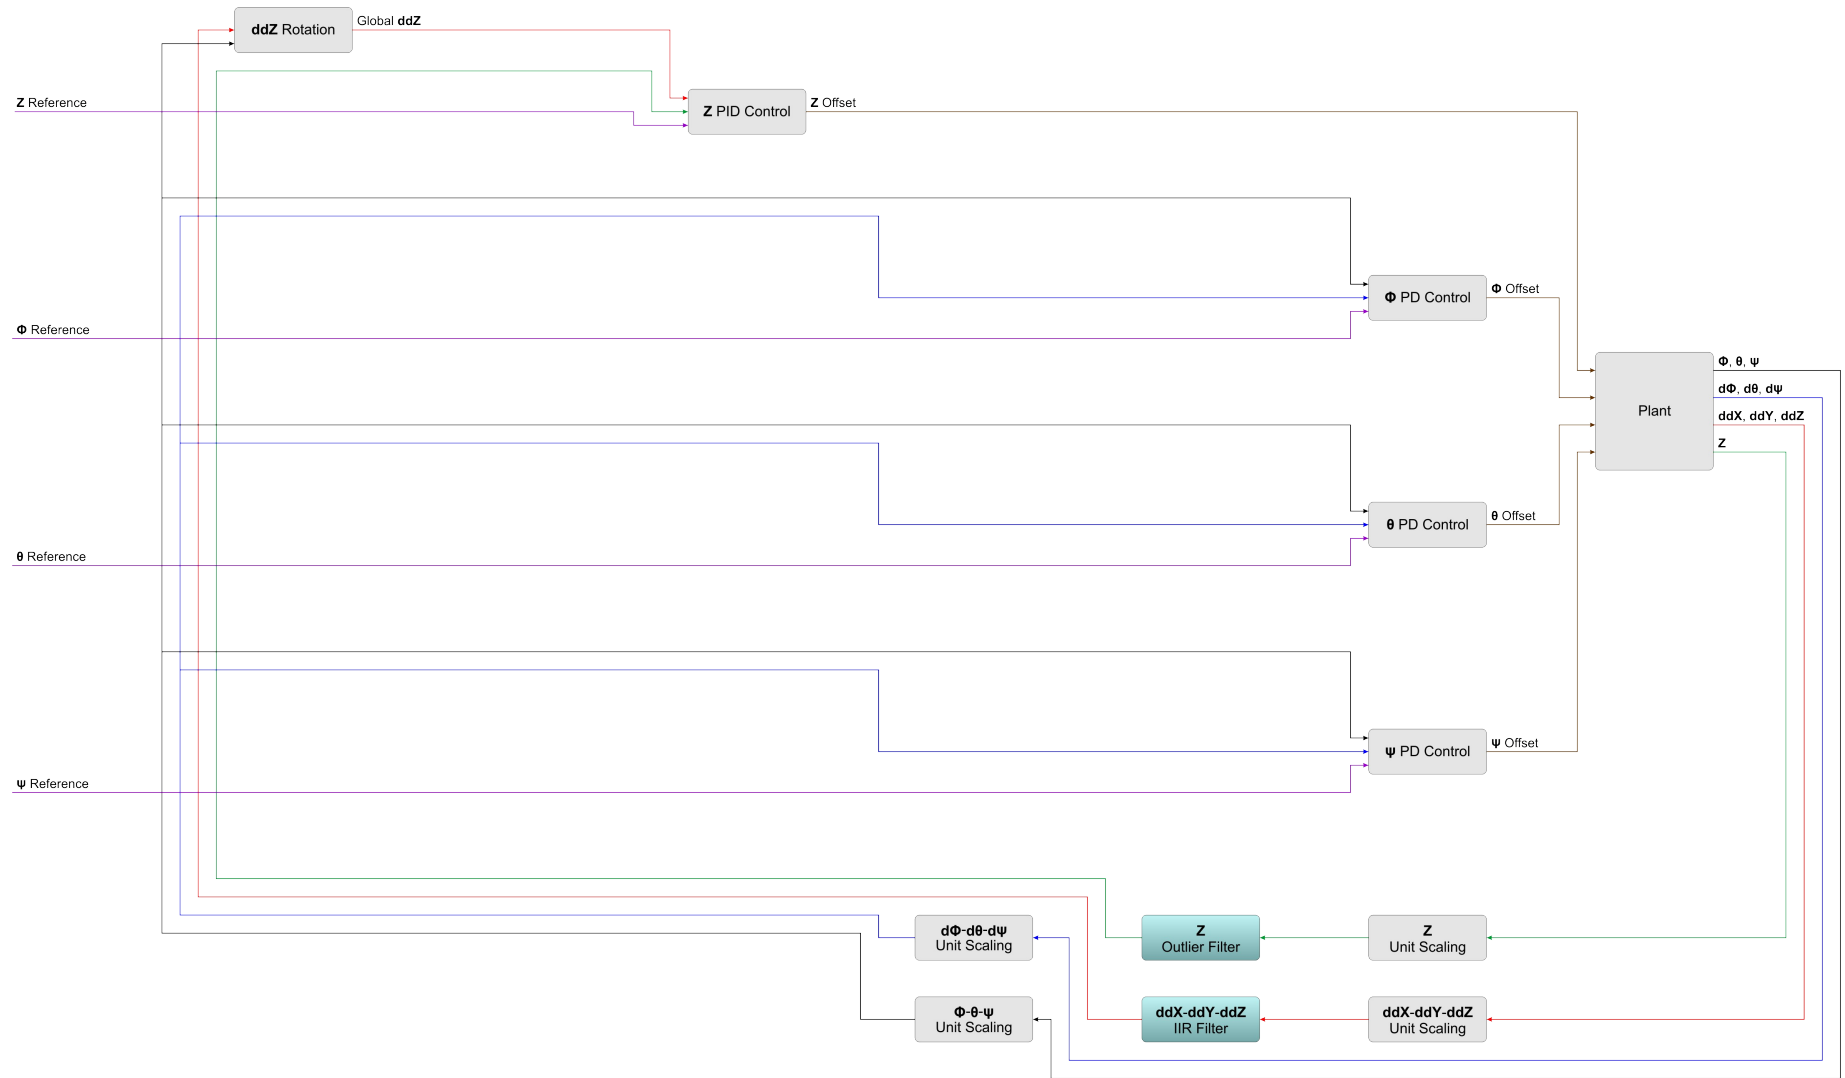 ddZ Rotation
Global ddZ
Z Reference
Z PID Control
Z Offset
Φ PD Control
Φ Offset
Φ Reference
Φ, θ, ψ
dΦ, dθ, dψ
ddX, ddY, ddZ
Z
Plant
θ PD Control
θ Offset
θ Reference
ψ PD Control
ψ Offset
ψ Reference
dΦ-dθ-dψ
Unit Scaling
Z
Outlier Filter
Z
Unit Scaling
Φ-θ-ψ
Unit Scaling
ddX-ddY-ddZ
IIR Filter
ddX-ddY-ddZ
Unit Scaling